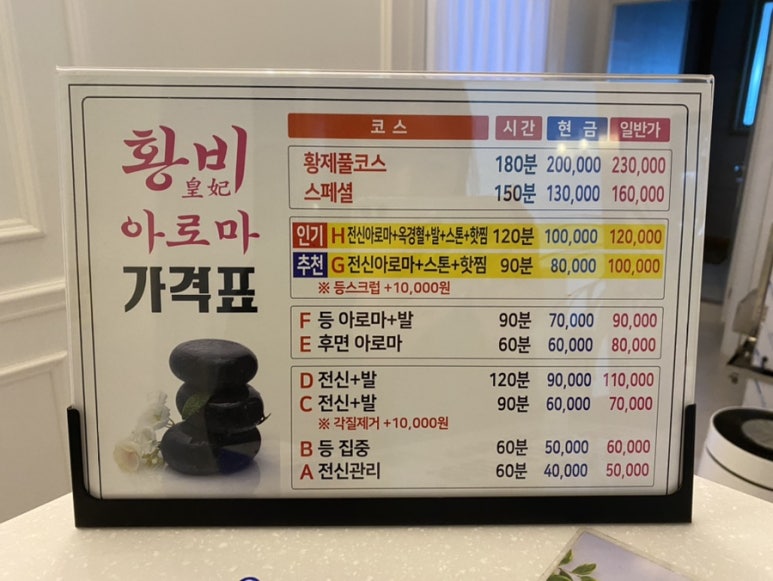 황비
皇妃
아로마
가격표
코스 시간 현금 일반가
황제풀코스 180분 200,000 230,000
스페셜 150분 130,000 160,000
인기 H 전신아로마+옥경혈+발+스톤+핫찜 120분 100,000 120,000
추천 G 전신아로마+스톤+핫찜 90분 80,000 100,000
※ 등스크럽 +10,000원
F 등 아로마+발 90분 70,000 90,000
E 후면 아로마 60분 60,000 80,000
D 전신+발 120분 90,000 110,000
C 전신+발 90분 60,000 70,000
※ 각질제거 +10,000원
B 등 집중 60분 50,000 60,000
A 전신관리 60분 40,000 50,000